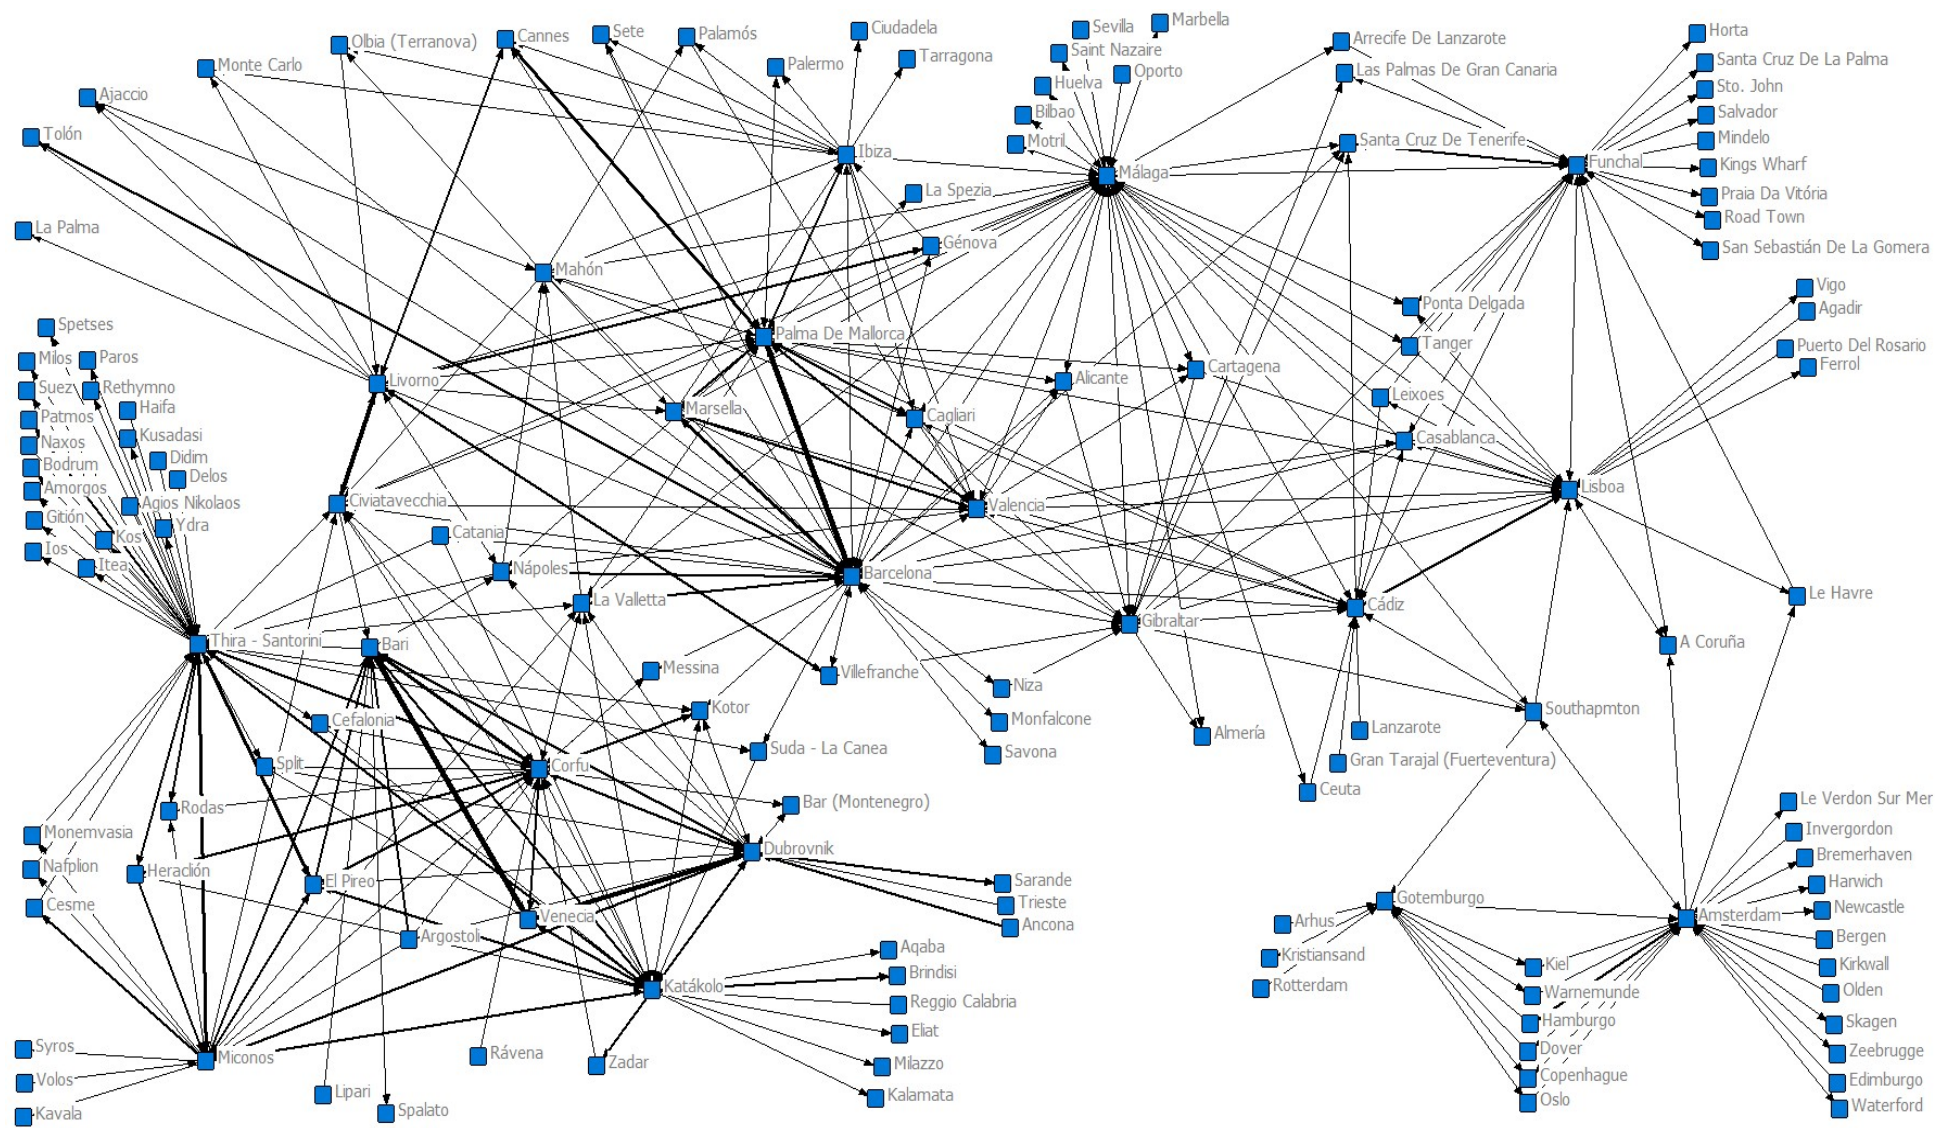 Olbia (Terranova)
Cannes
Sete
Palamós
Ciudadela
Sevilla
Marbella
Arrecife De Lanzarote
Horta
Monte Carlo
Palermo
Tarragona
Saint Nazaire
Oporto
Las Palmas De Gran Canaria
Santa Cruz De La Palma
Ajaccio
Huelva
Sto. John
Tolón
Bilbao
Salvador
Motril
Santa Cruz De Tenerife
Mindelo
Ibiza
Málaga
Funchal
Kings Wharf
La Spezia
Praia Da Vitória
La Palma
Road Town
Génova
San Sebastián De La Gomera
Mahón
Vigo
Ponta Delgada
Agadir
Spetses
Palma De Mallorca
Tanger
Puerto Del Rosario
Milos
Paros
Cartagena
Ferrol
Suez
Rethymno
Livorno
Alicante
Leixoes
Patmos
Haifa
Marsella
Cagliari
Naxos
Kusadasi
Casablanca
Bodrum
Didim
Delos
Amorgos
Agios Nikolaos
Civiatavecchia
Valencia
Lisboa
Gitión
Ydra
Catania
Ios
Kos
Itea
Nápoles
Barcelona
La Valletta
Cádiz
Le Havre
Thira - Santorini
Bari
Gibraltar
A Coruña
Messina
Villefranche
Niza
Cefalonia
Kotor
Monfalcone
Southapmton
Split
Corfu
Suda - La Canea
Savona
Almería
Lanzarote
Gran Tarajal (Fuerteventura)
Rodas
Bar (Montenegro)
Ceuta
Le Verdon Sur Mer
Monemvasia
Invergordon
Nafplion
Heraclión
El Pireo
Dubrovnik
Bremerhaven
Cesme
Sarande
Harwich
Argostoli
Venecia
Trieste
Gotemburgo
Newcastle
Ancona
Arhus
Amsterdam
Bergen
Aqaba
Kristiansand
Kiel
Kirkwall
Katákolo
Brindisi
Rotterdam
Warnemunde
Olden
Reggio Calabria
Hamburgo
Skagen
Syros
Miconos
Rávena
Zadar
Eliat
Dover
Zeebrugge
Volos
Milazzo
Copenhague
Edimburgo
Kavala
Lipari
Spalato
Kalamata
Oslo
Waterford